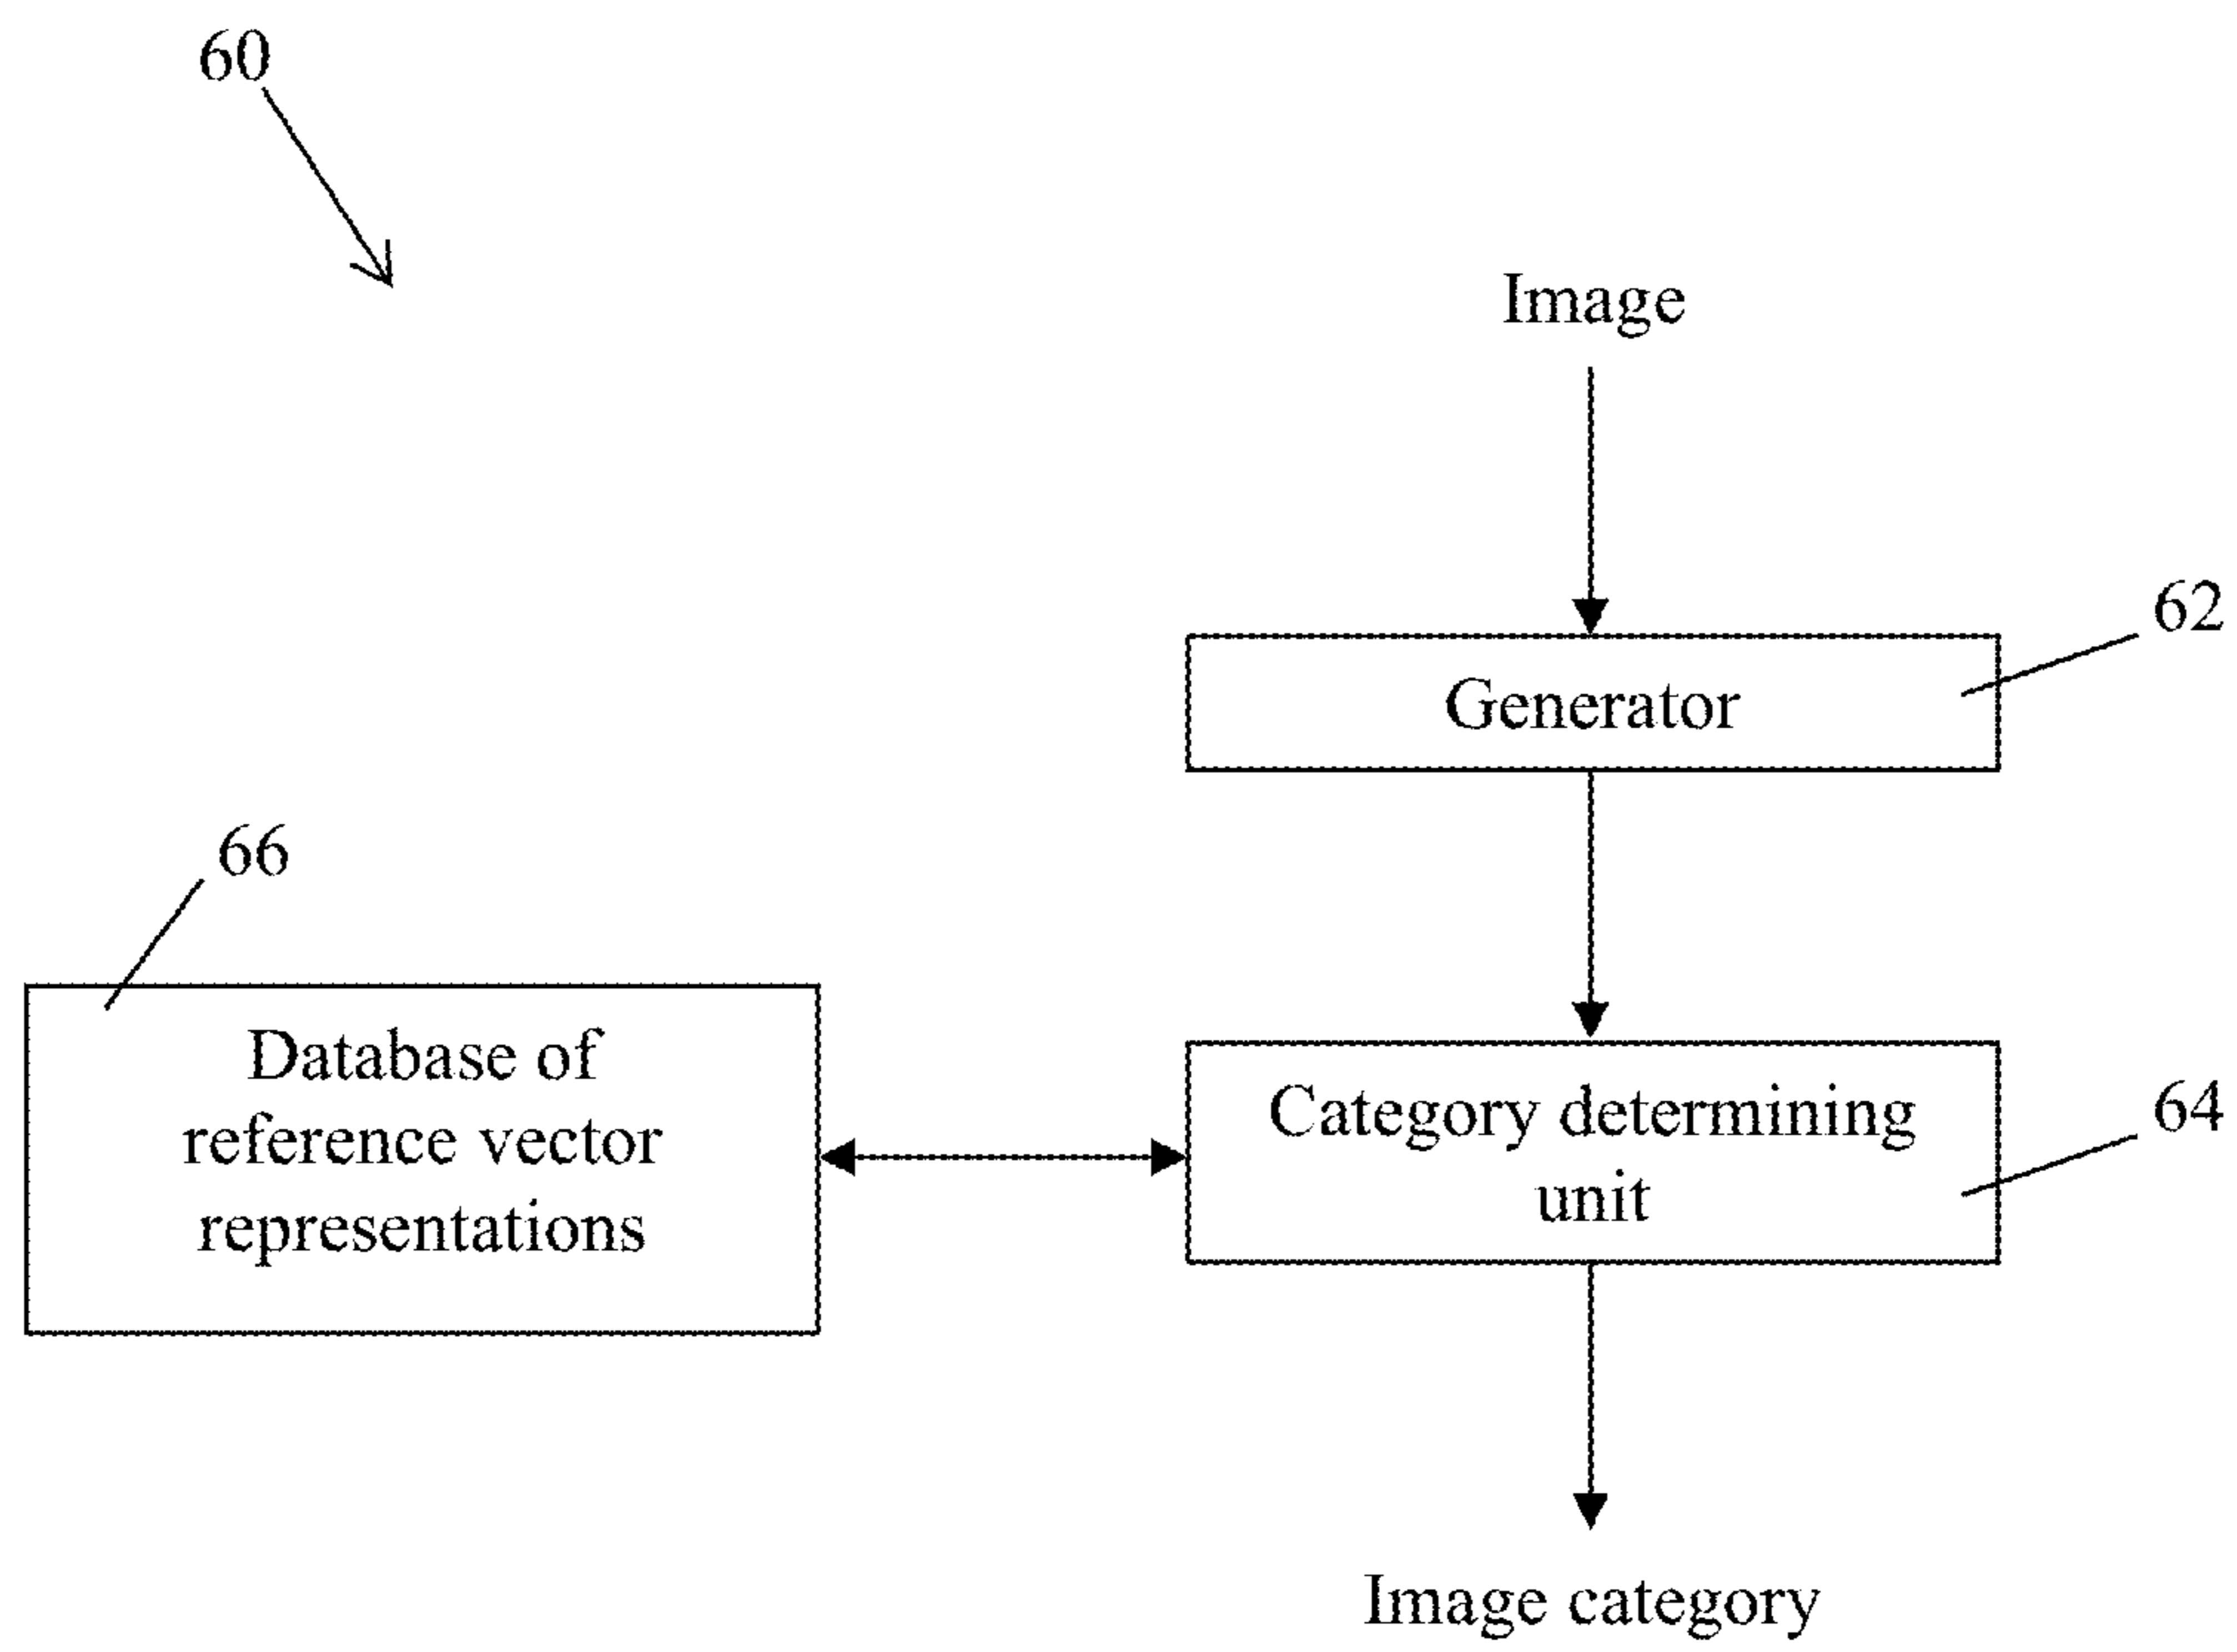 60
Image
62
Generator
66
Database of
reference vector
representations
64
Category determining
unit
Image category